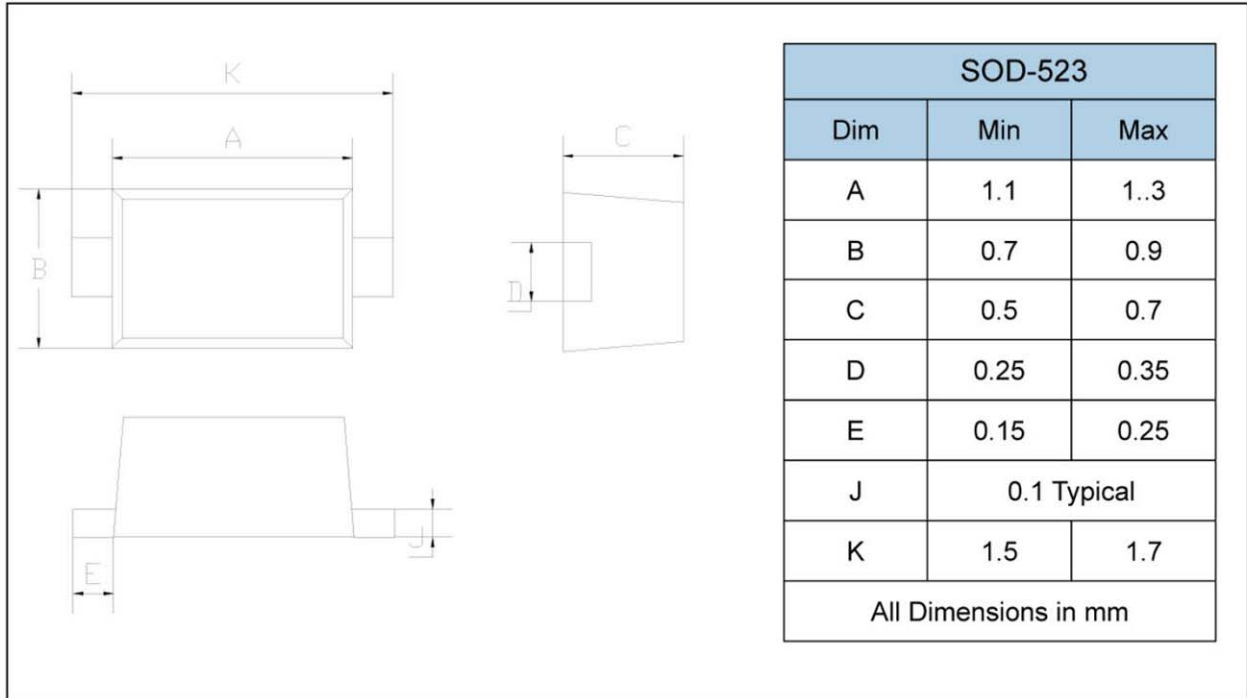 K
A
B
E
J
C
D
SOD-523
Dim Min Max
A 1.1 1..3
B 0.7 0.9
C 0.5 0.7
D 0.25 0.35
E 0.15 0.25
J 0.1 Typical
K 1.5 1.7
All Dimensions in mm